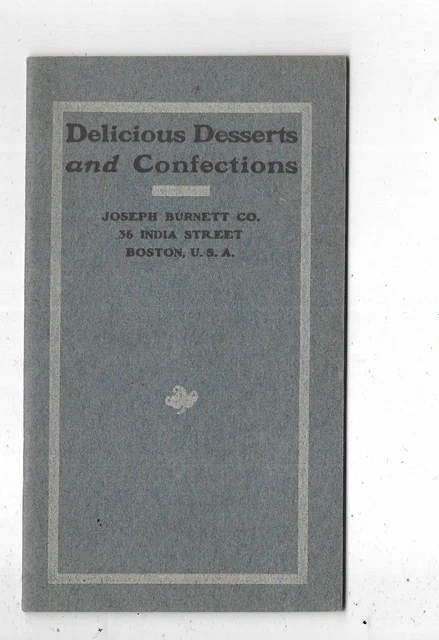 Delicious Desserts
and Confections
JOSEPH BURNETT CO.
36 INDIA STREET
BOSTON, U. S. A.